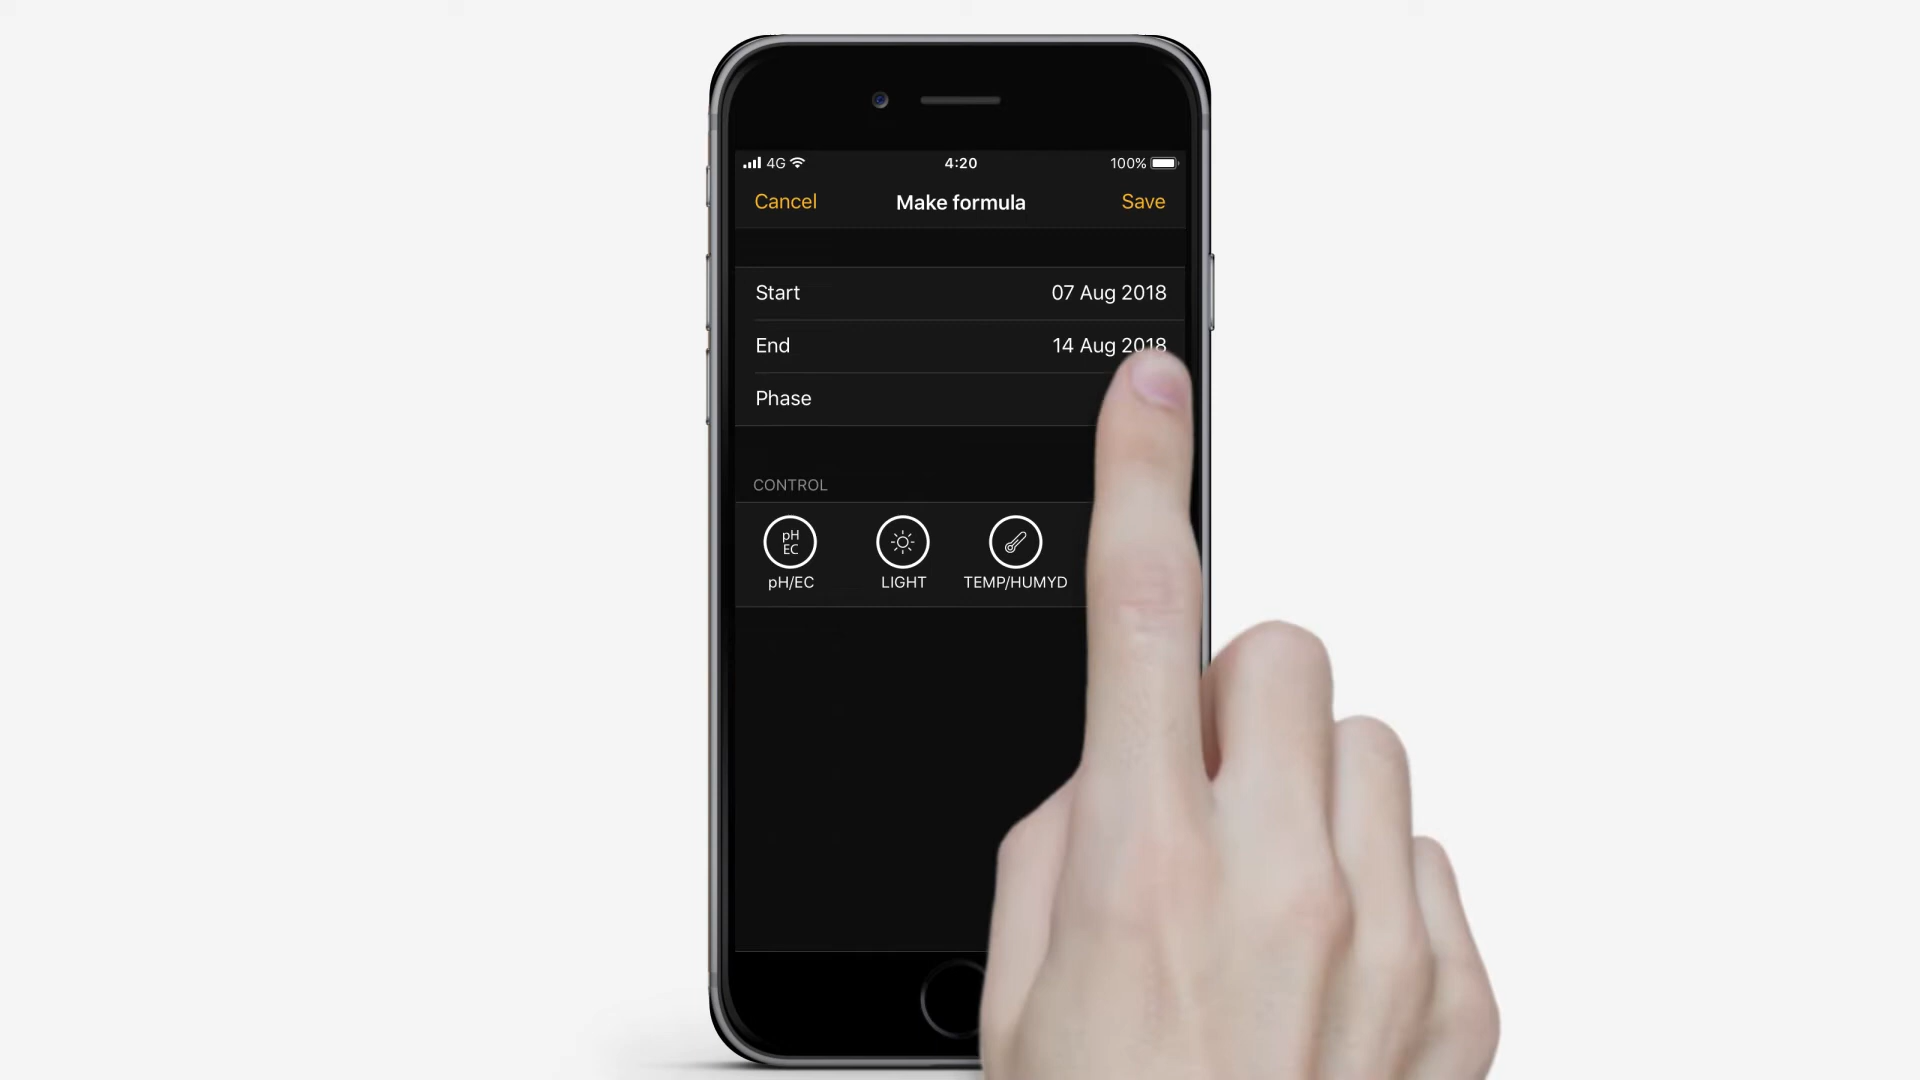 4G 4:20 100%
Cancel Make formula Save
Start 07 Aug 2018
End 14 Aug 2018
Phase
CONTROL
pH
EC
pH/EC LIGHT TEMP/HUMYD